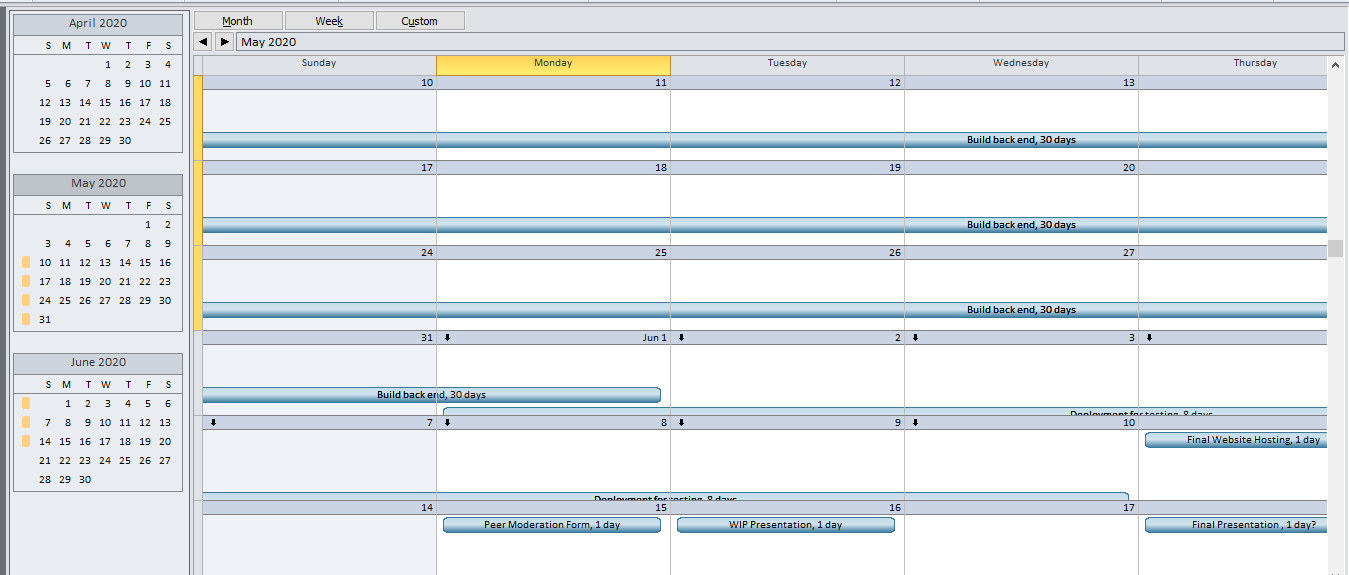 April 2020
S M T W T F S
1 2 3 4
5 6 7 8 9 10 11
12 13 14 15 16 17 18
19 20 21 22 23 24 25
26 27 28 29 30
May 2020
S M T W T F S
1 2
3 4 5 6 7 8 9
10 11 12 13 14 15 16
17 18 19 20 21 22 23
24 25 26 27 28 29 30
31
June 2020
S M T W T F S
1 2 3 4 5 6
7 8 9 10 11 12 13
14 15 16 17 18 19 20
21 22 23 24 25 26 27
28 29 30
Month Week Custom
May 2020
Sunday Monday Tuesday Wednesday Thursday
10 11 12 13
Build back end, 30 days
17 18 19 20
Build back end, 30 days
24 25 26 27
Build back end, 30 days
31 Jun 1 2 3
Build back end, 30 days
Deployment for testing, 8 days
7 8 9 10
Final Website Hosting, 1 day
Deployment for testing, 8 days
14 15 16 17
Peer Moderation Form, 1 day WIP Presentation, 1 day Final Presentation , 1 day?